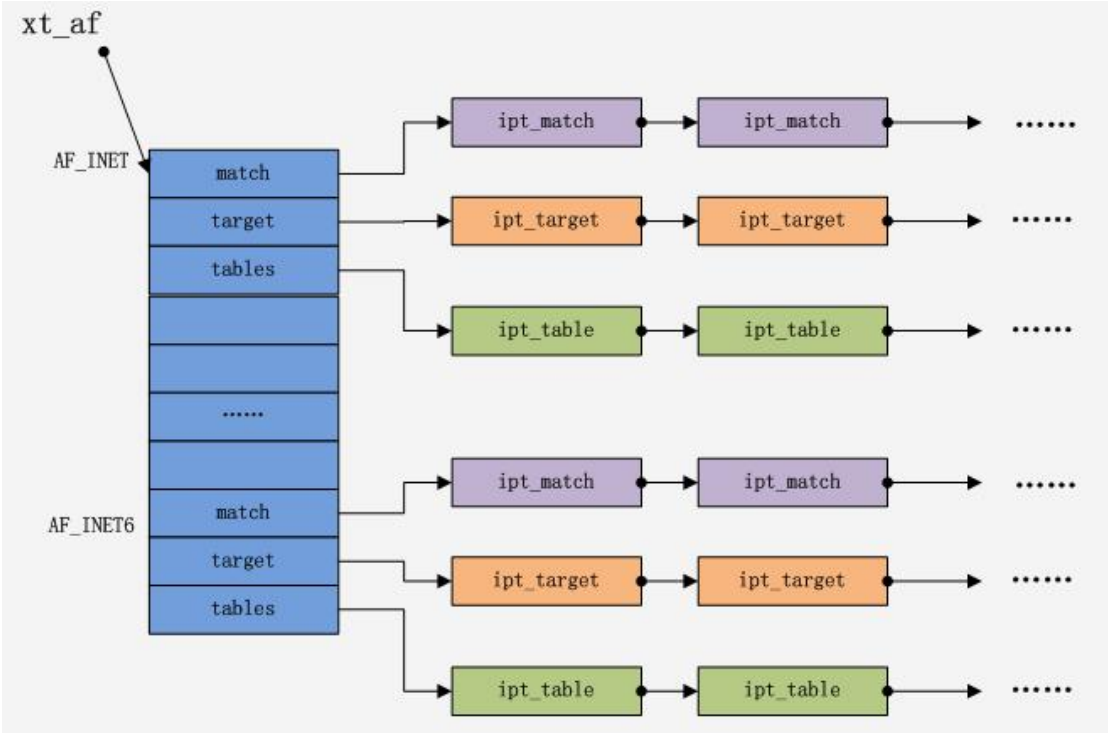 xt_af
ipt_match ipt_match ......
AF_INET match
target ipt_target ipt_target ......
tables
ipt_table ipt_table ......
......
ipt_match ipt_match ......
AF_INET6 match
target ipt_target ipt_target ......
tables
ipt_table ipt_table ......